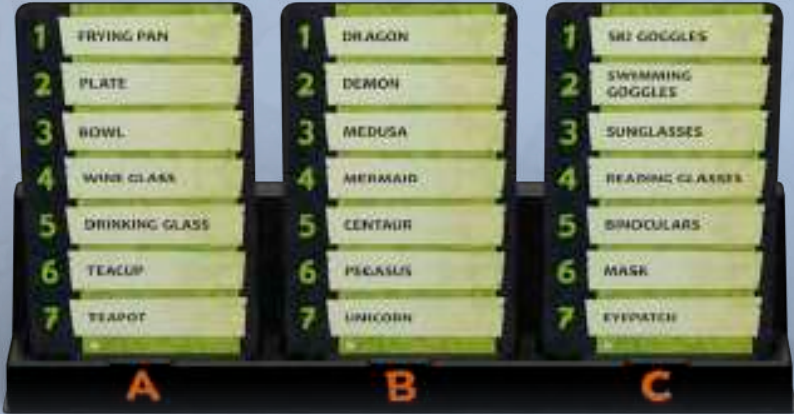 1 FRYING PAN
2 PLATE
3 BOWL
4 WINE GLASS
5 DRINKING GLASS
6 TEACUP
7 TEAPOT
A
1 DRAGON
2 DEMON
3 MEDUSA
4 MERMAID
5 CENTAUR
6 PEGASUS
7 UNICORN
B
1 SKI GOGGLES
2 SWIMMING
GOGGLES
3 SUNGLASSES
4 READING GLASSES
5 BINOCULARS
6 MASK
7 EYEPATCH
C